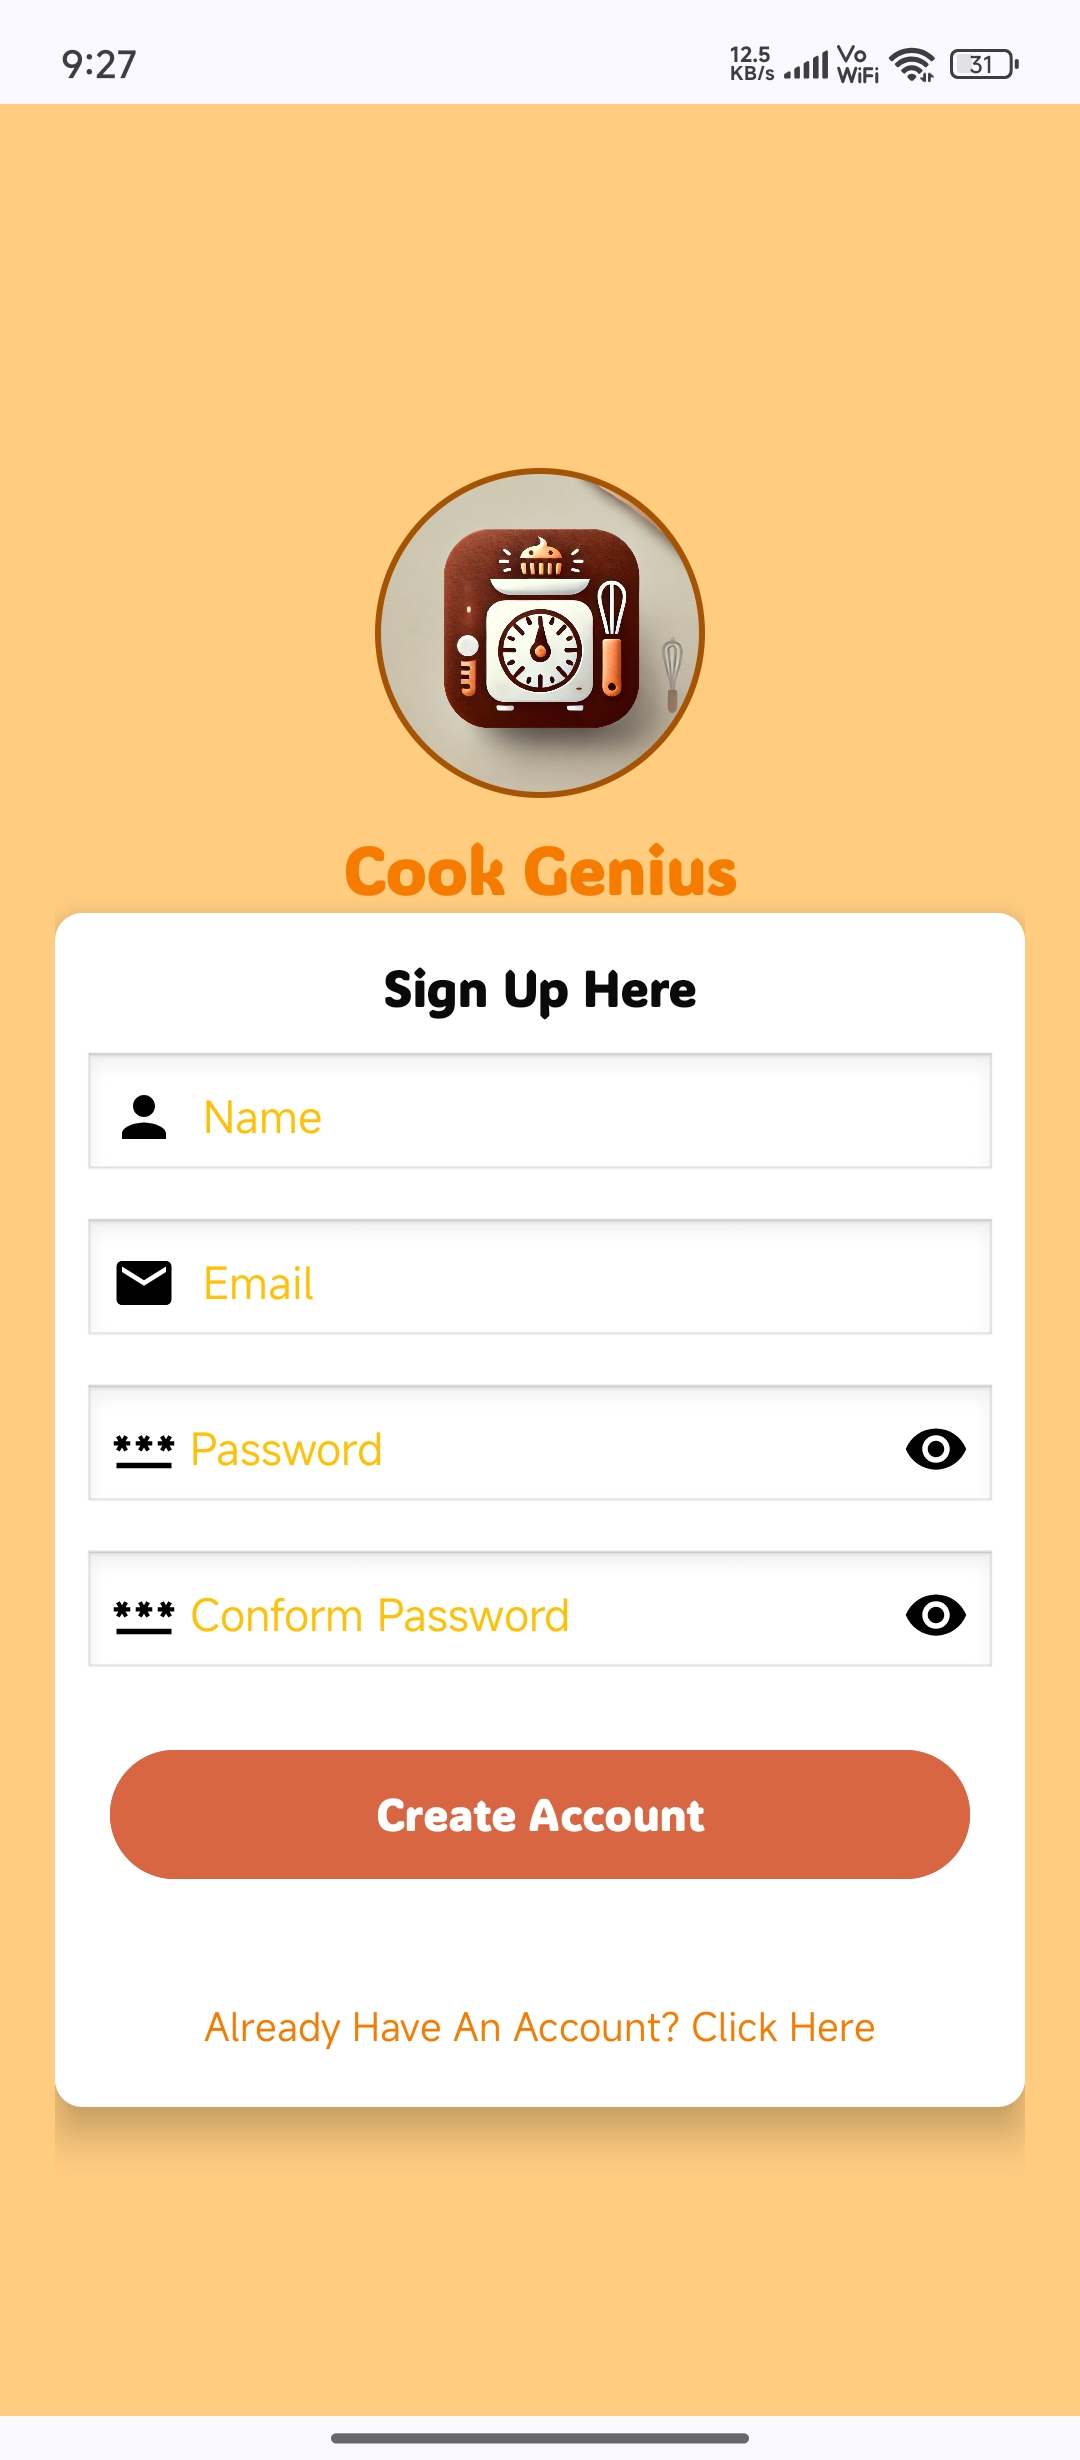 9:27
12.5
KB/s
Vo
WiFi
31
Cook Genius
Sign Up Here
Name
Email
*** Password
*** Conform Password
Create Account
Already Have An Account? Click Here